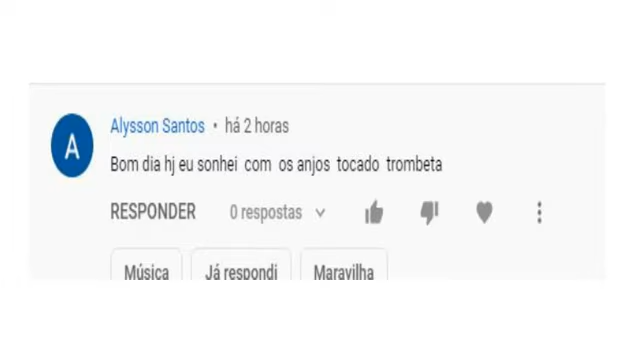 A
Alysson Santos • há 2 horas
Bom dia hj eu sonhei com os anjos tocado trombeta
RESPONDER 0 respostas
Música Já respondi Maravilha